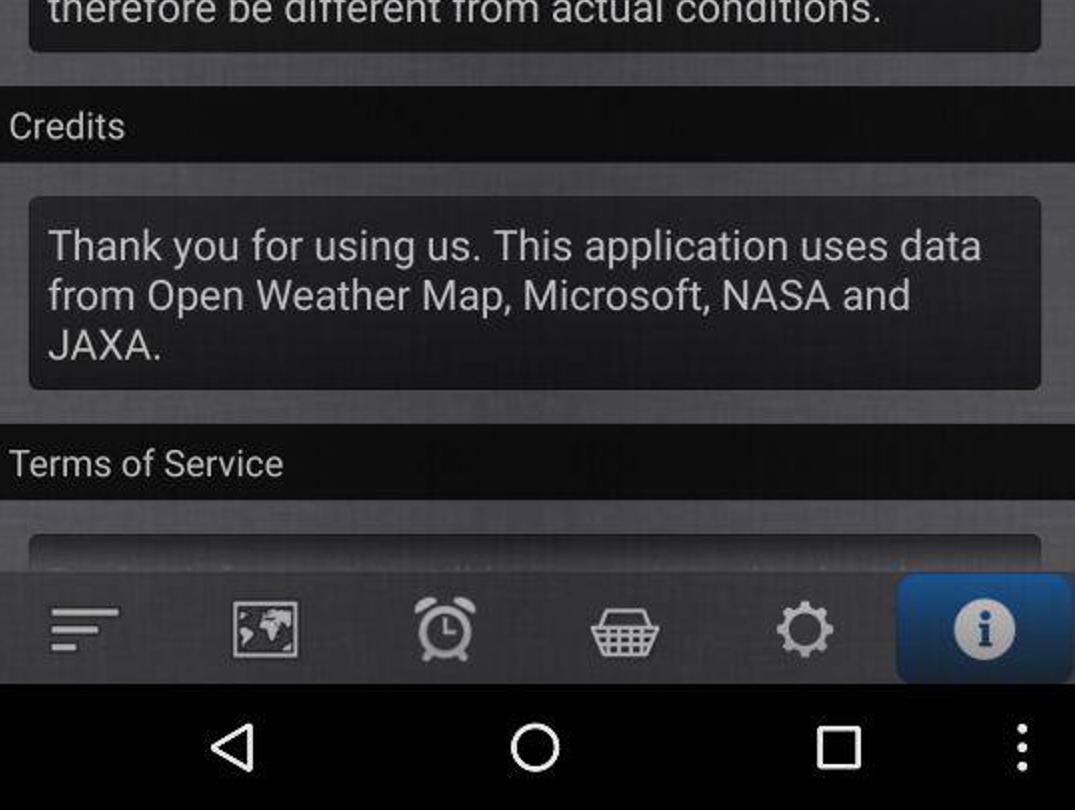 therefore be different from actual conditions.
Credits
Thank you for using us. This application uses data
from Open Weather Map, Microsoft, NASA and
JAXA.
Terms of Service